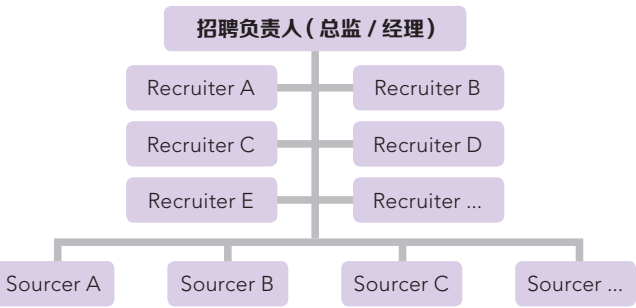 招聘负责人(总监 / 经理)
Recruiter A
Recruiter B
Recruiter C
Recruiter D
Recruiter E
Recruiter ...
Sourcer A
Sourcer B
Sourcer C
Sourcer ...